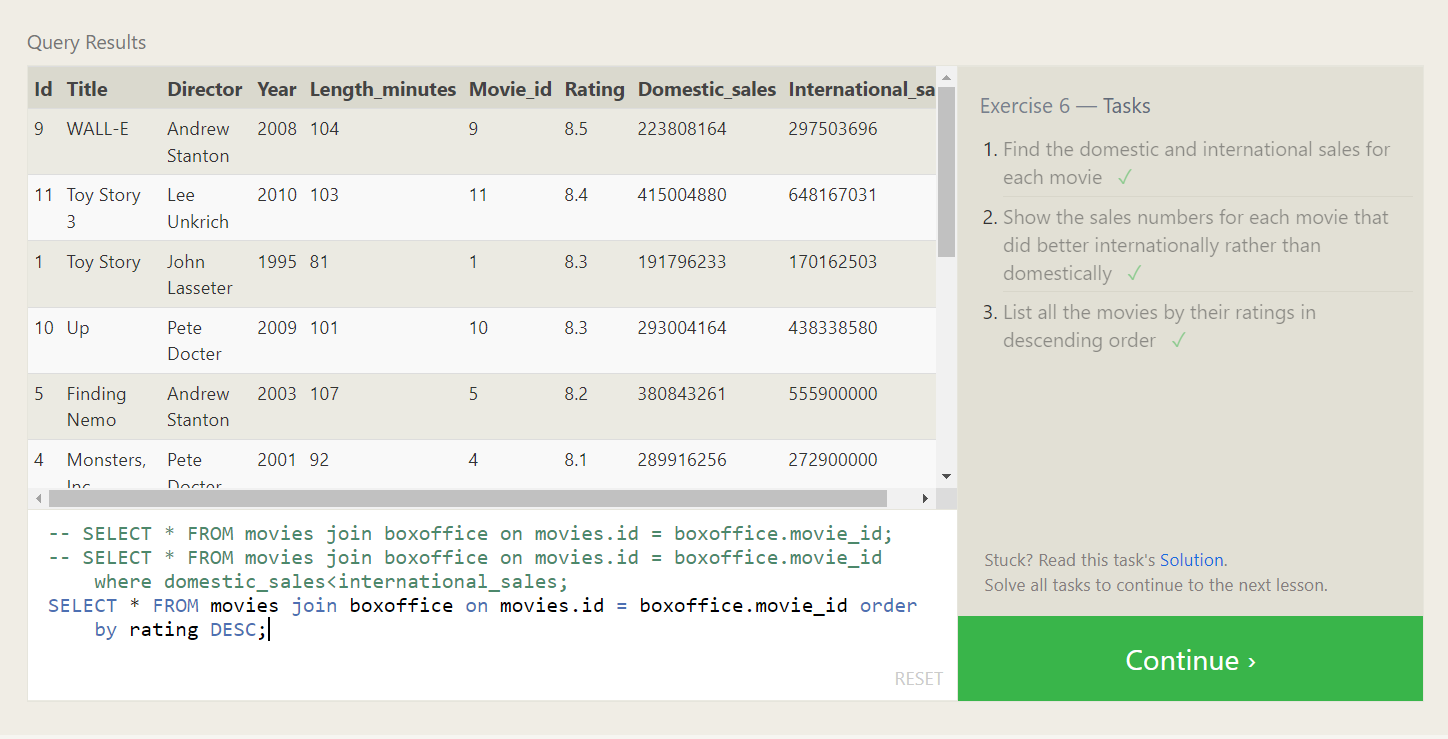 Query Results
Id Title Director Year Length_minutes Movie_id Rating Domestic_sales International_sa
9 WALL-E Andrew 2008 104 9 8.5 223808164 297503696
Stanton
11 Toy Story Lee 2010 103 11 8.4 415004880 648167031
3 Unkrich
1 Toy Story John 1995 81 1 8.3 191796233 170162503
Lasseter
10 Up Pete 2009 101 10 8.3 293004164 438338580
Docter
5 Finding Andrew 2003 107 5 8.2 380843261 555900000
Nemo Stanton
4 Monsters, Pete 2001 92 4 8.1 289916256 272900000
Inc. Docter
-- SELECT * FROM movies join boxoffice on movies.id = boxoffice.movie_id;
-- SELECT * FROM movies join boxoffice on movies.id = boxoffice.movie_id
where domestic_sales<international_sales;
SELECT * FROM movies join boxoffice on movies.id = boxoffice.movie_id order
by rating DESC;
RESET
Exercise 6 — Tasks
1. Find the domestic and international sales for
each movie ✓
2. Show the sales numbers for each movie that
did better internationally rather than
domestically ✓
3. List all the movies by their ratings in
descending order ✓
Stuck? Read this task's Solution.
Solve all tasks to continue to the next lesson.
Continue ›